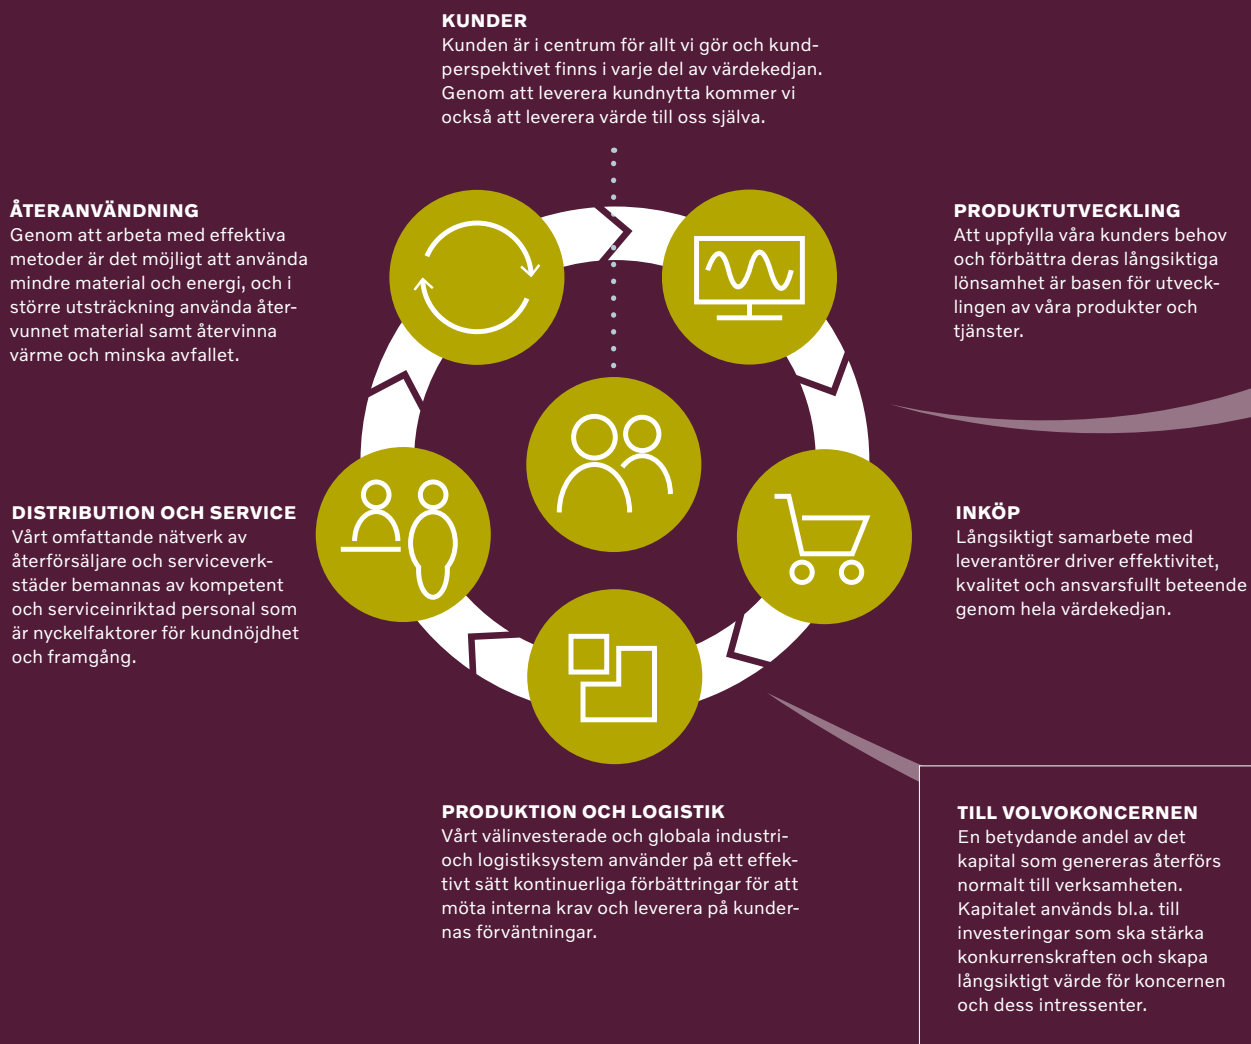 KUNDER
Kunden är i centrum för allt vi gör och kund-
perspektivet finns i varje del av värdekedjan.
Genom att leverera kundnytta kommer vi
också att leverera värde till oss själva.
ÅTERANVÄNDNING
Genom att arbeta med effektiva
metoder är det möjligt att använda
mindre material och energi, och i
större utsträckning använda åter-
vunnet material samt återvinna
värme och minska avfallet.
PRODUKTUTVECKLING
Att uppfylla våra kunders behov
och förbättra deras långsiktiga
lönsamhet är basen för utveck-
lingen av våra produkter och
tjänster.
DISTRIBUTION OCH SERVICE
Vårt omfattande nätverk av
återförsäljare och serviceverk-
städer bemannas av kompetent
och serviceinriktad personal som
är nyckelfaktorer för kundnöjdhet
och framgång.
INKÖP
Långsiktigt samarbete med
leverantörer driver effektivitet,
kvalitet och ansvarsfullt beteende
genom hela värdekedjan.
PRODUKTION OCH LOGISTIK
Vårt välinvesterade och globala industri-
och logistiksystem använder på ett effek-
tivt sätt kontinuerliga förbättringar för att
möta interna krav och leverera på kunder-
nas förväntningar.
TILL VOLVOKONCERNEN
En betydande andel av det
kapital som genereras återförs
normalt till verksamheten.
Kapitalet används bl.a. till
investeringar som ska stärka
konkurrenskraften och skapa
långsiktigt värde för koncernen
och dess intressenter.